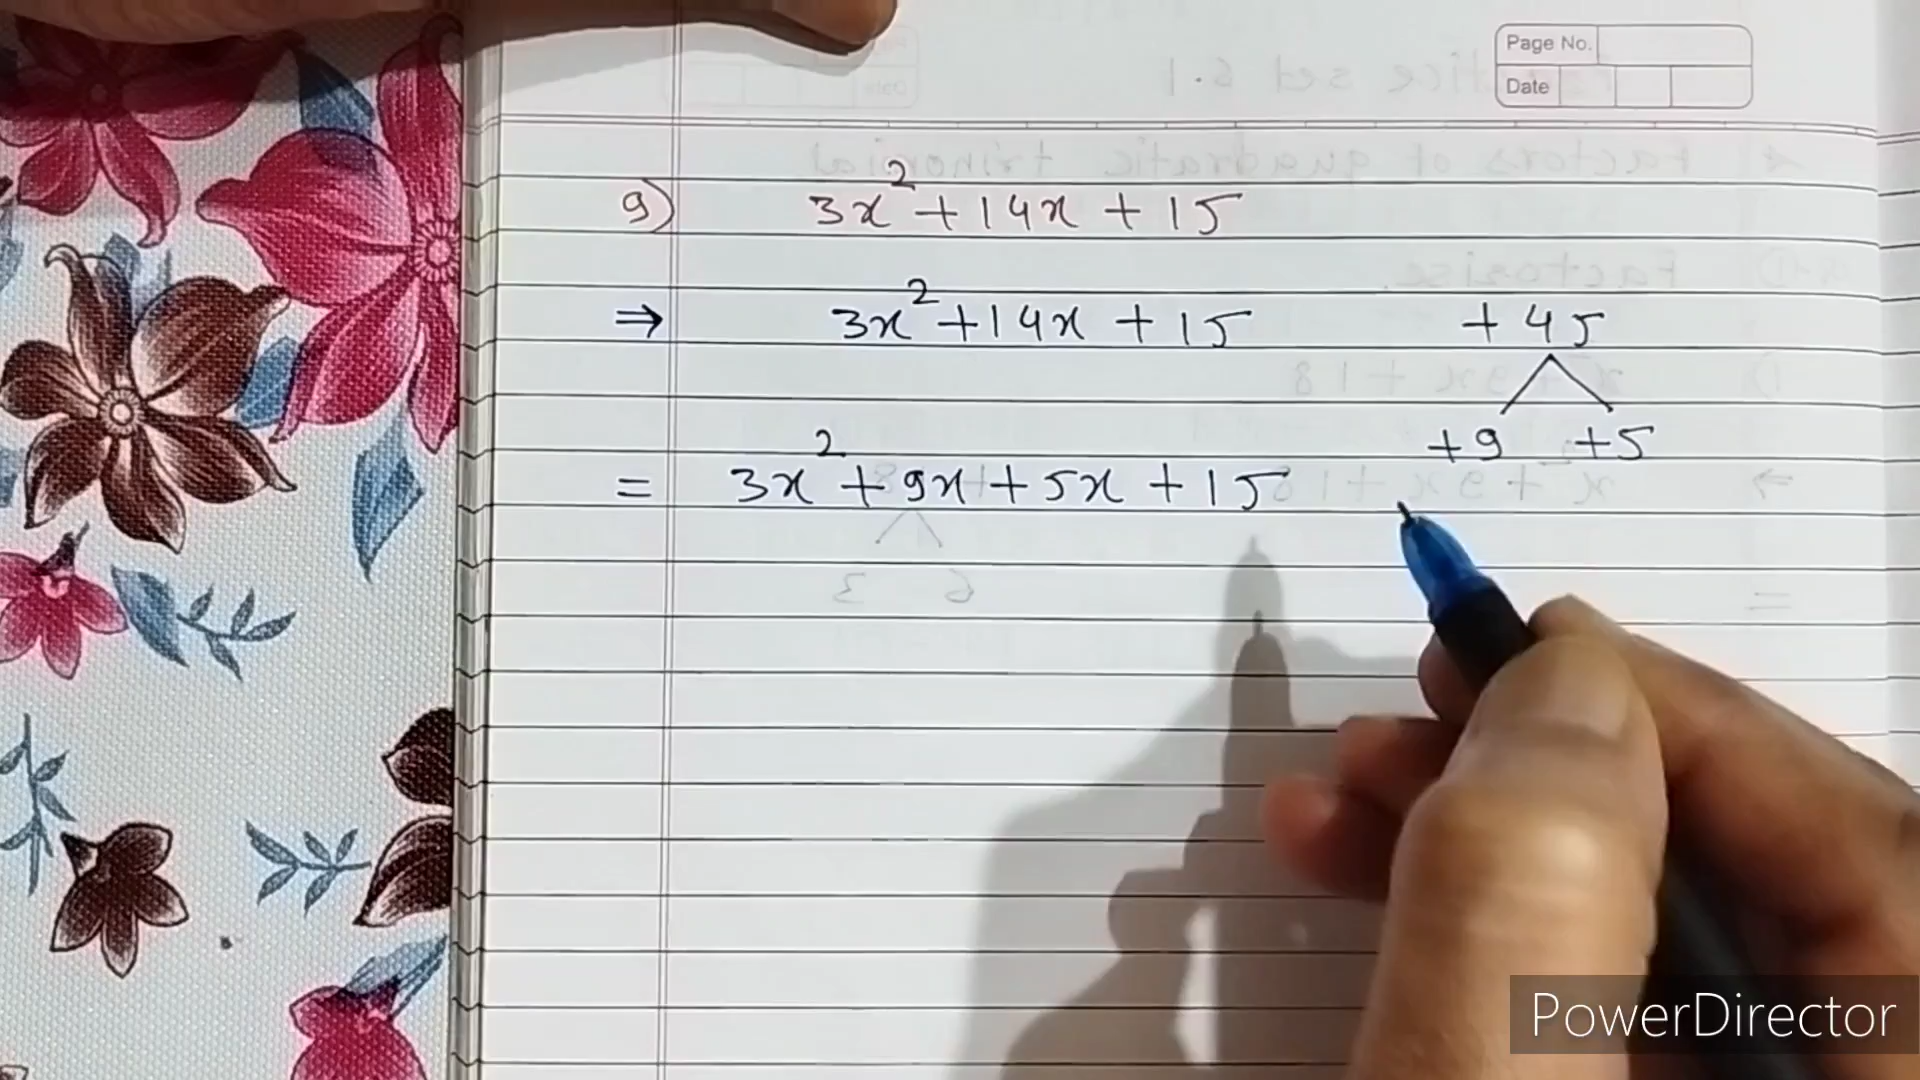 Page No.
Date
9) 3x² + 14x + 15
⇒ 3x² + 14x + 15 + 45
+9 +5
= 3x² + 9x + 5x + 15
PowerDirector